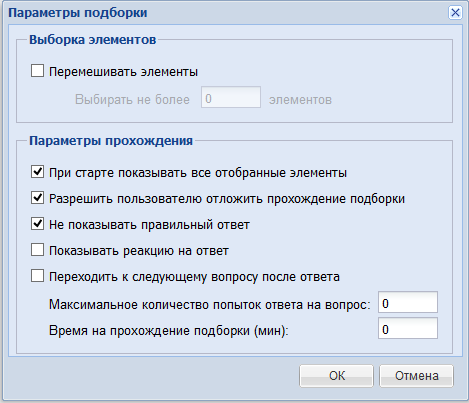 Параметры подборки
Выборка элементов
Перемешивать элементы
Выбирать не более 0 элементов
Параметры прохождения
При старте показывать все отобранные элементы
Разрешить пользователю отложить прохождение подборки
Не показывать правильный ответ
Показывать реакцию на ответ
Переходить к следующему вопросу после ответа
Максимальное количество попыток ответа на вопрос: 0
Время на прохождение подборки (мин): 0
ОК Отмена